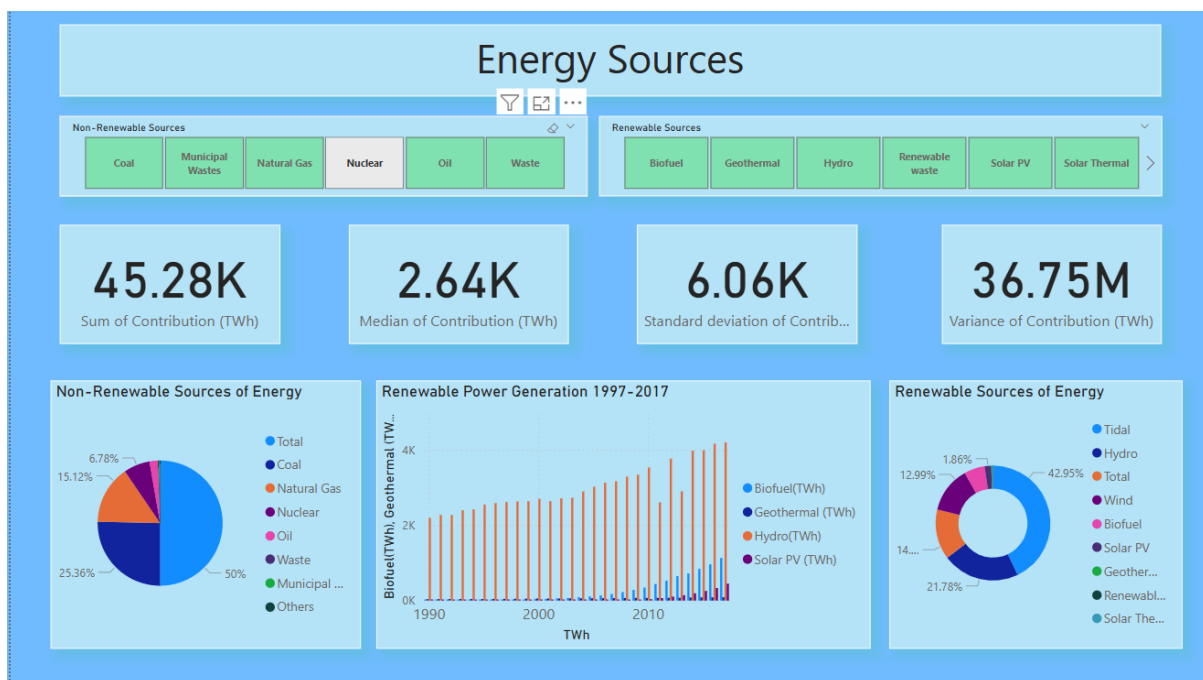 Energy Sources
Non-Renewable Sources
Coal
Municipal
Wastes
Natural Gas
Nuclear
Oil
Waste
Renewable Sources
Biofuel
Geothermal
Hydro
Renewable
waste
Solar PV
Solar Thermal
45.28K
Sum of Contribution (TWh)
2.64K
Median of Contribution (TWh)
6.06K
Standard deviation of Contrib...
36.75M
Variance of Contribution (TWh)
Non-Renewable Sources of Energy
6.78%
15.12%
25.36%
50%
Total
Coal
Natural Gas
Nuclear
Oil
Waste
Municipal ...
Others
Renewable Power Generation 1997-2017
Biofuel(TWh), Geothermal (TW...
4K
2K
0K
1990
2000
2010
TWh
Biofuel(TWh)
Geothermal (TWh)
Hydro(TWh)
Solar PV (TWh)
Renewable Sources of Energy
1.86%
12.99%
42.95%
14....
21.78%
Tidal
Hydro
Total
Wind
Biofuel
Solar PV
Geother...
Renewabl...
Solar The...